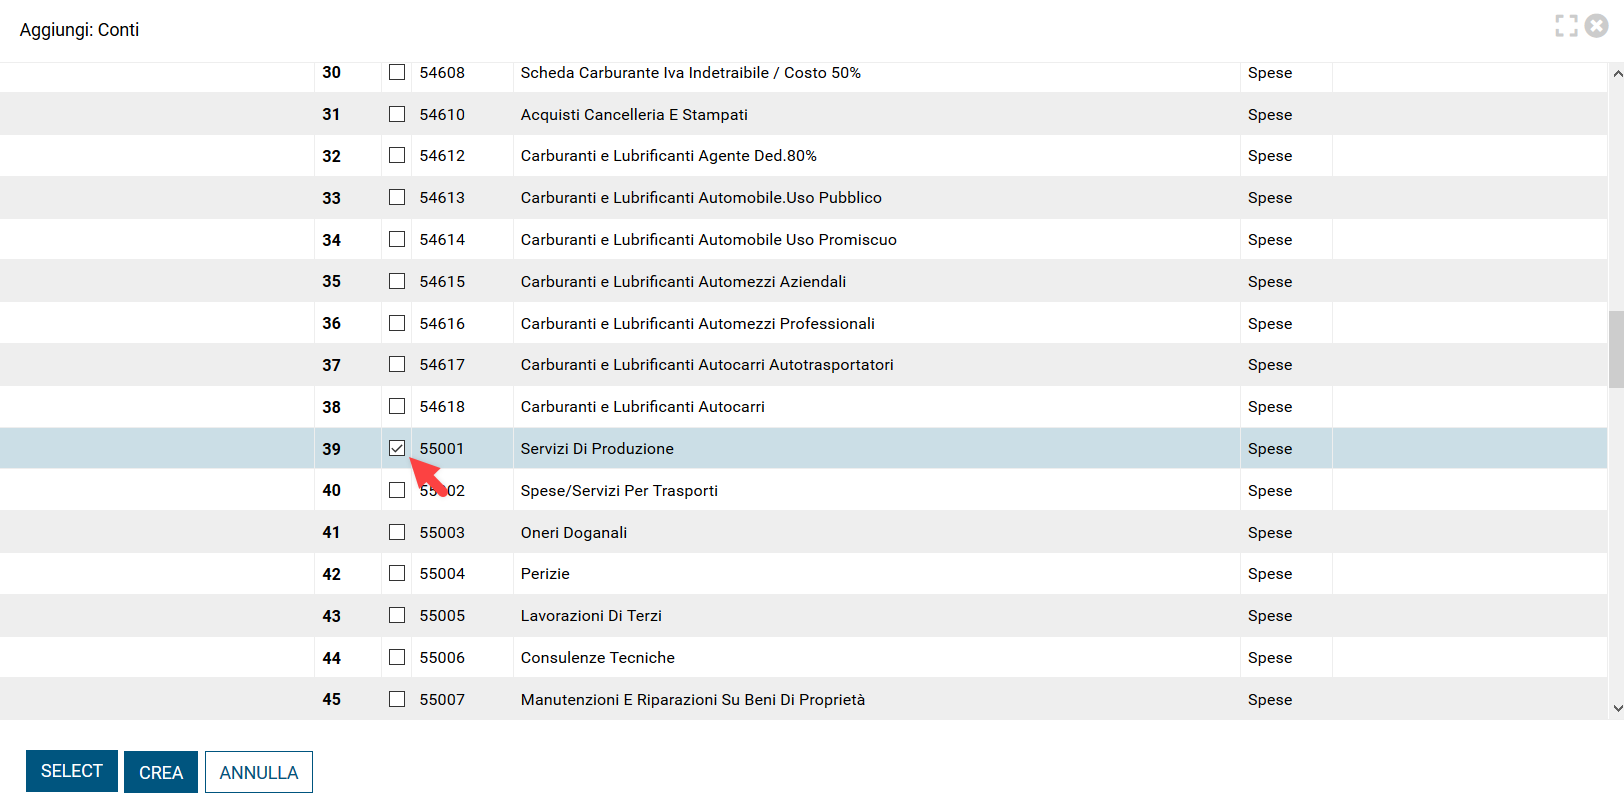 Aggiungi: Conti
30 54608 Scheda Carburante Iva Indetraibile / Costo 50% Spese
31 54610 Acquisti Cancelleria E Stampati Spese
32 54612 Carburanti e Lubrificanti Agente Ded.80% Spese
33 54613 Carburanti e Lubrificanti Automobile.Uso Pubblico Spese
34 54614 Carburanti e Lubrificanti Automobile Uso Promiscuo Spese
35 54615 Carburanti e Lubrificanti Automezzi Aziendali Spese
36 54616 Carburanti e Lubrificanti Automezzi Professionali Spese
37 54617 Carburanti e Lubrificanti Autocarri Autotrasportatori Spese
38 54618 Carburanti e Lubrificanti Autocarri Spese
39 55001 Servizi Di Produzione Spese
40 Spese/Servizi Per Trasporti Spese
41 55003 Oneri Doganali Spese
42 55004 Perizie Spese
43 55005 Lavorazioni Di Terzi Spese
44 55006 Consulenze Tecniche Spese
45 55007 Manutenzioni E Riparazioni Su Beni Di Proprietà Spese
SELECT CREA ANNULLA